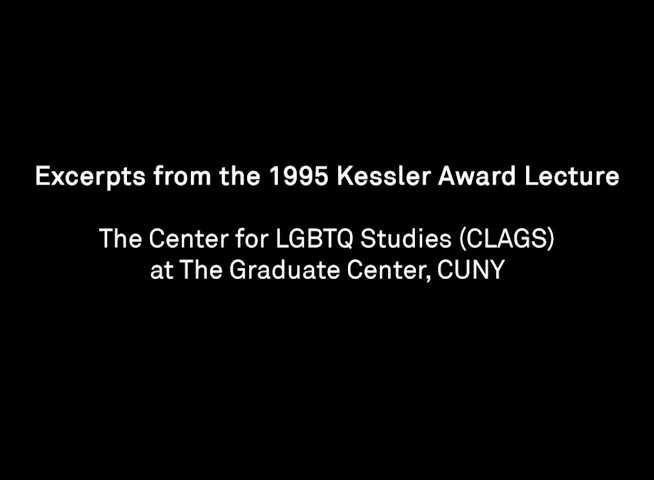 Excerpts from the 1995 Kessler Award Lecture
The Center for LGBTQ Studies (CLAGS)
at The Graduate Center, CUNY